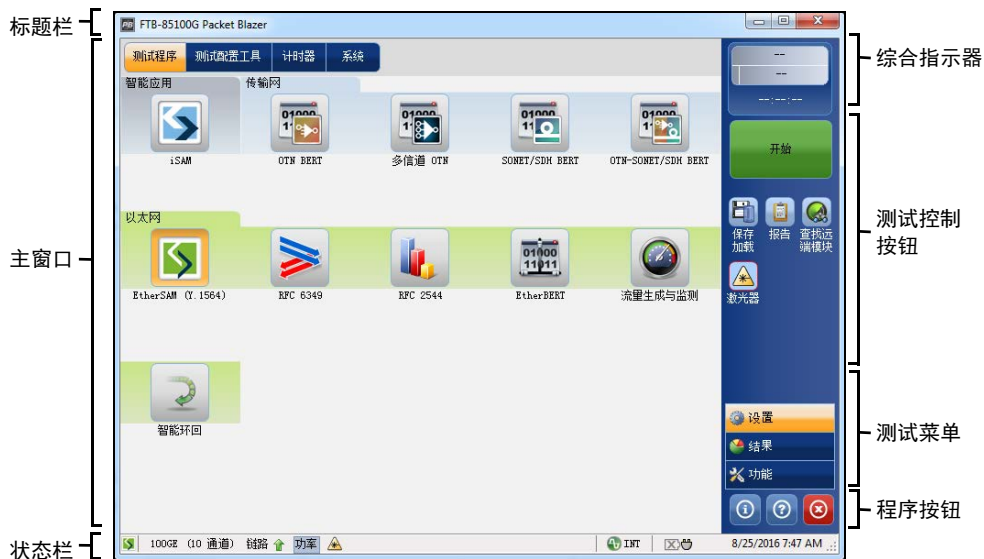 标题栏
PB FTB-85100G Packet Blazer
测试程序 测试配置工具 计时器 系统
--
--
--:--:--
综合指示器
智能应用 传输网
iSAM OTN BERT 多信道 OTN SONET/SDH BERT OTN-SONET/SDH BERT
开始
以太网
保存
加载
报告
查找远
端模块
测试控制
按钮
主窗口
EtherSAM (Y.1564) RFC 6349 RFC 2544 EtherBERT 流量生成与监测
激光器
智能环回
设置
结果
功能
测试菜单
程序按钮
状态栏
100GE (10 通道) 链路 功率 INT 8/25/2016 7:47 AM